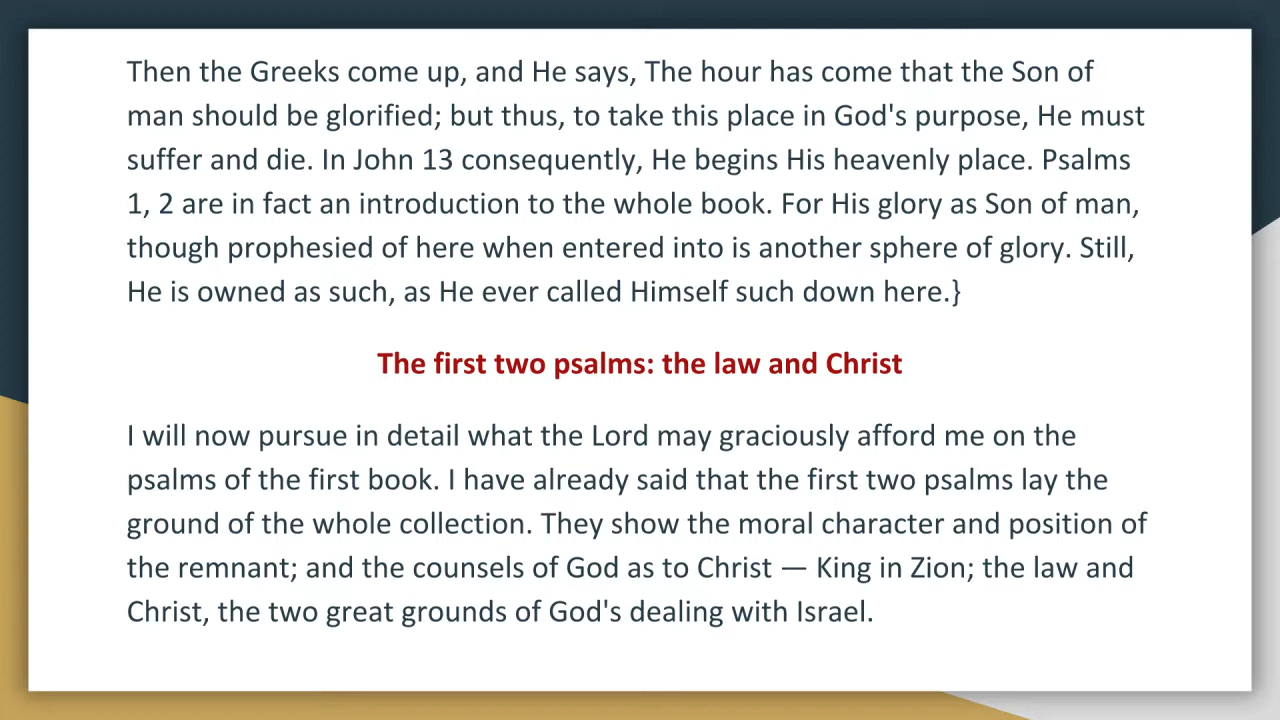 Then the Greeks come up, and He says, The hour has come that the Son of
man should be glorified; but thus, to take this place in God's purpose, He must
suffer and die. In John 13 consequently, He begins His heavenly place. Psalms
1, 2 are in fact an introduction to the whole book. For His glory as Son of man,
though prophesied of here when entered into is another sphere of glory. Still,
He is owned as such, as He ever called Himself such down here.}
The first two psalms: the law and Christ
I will now pursue in detail what the Lord may graciously afford me on the
psalms of the first book. I have already said that the first two psalms lay the
ground of the whole collection. They show the moral character and position of
the remnant; and the counsels of God as to Christ — King in Zion; the law and
Christ, the two great grounds of God's dealing with Israel.